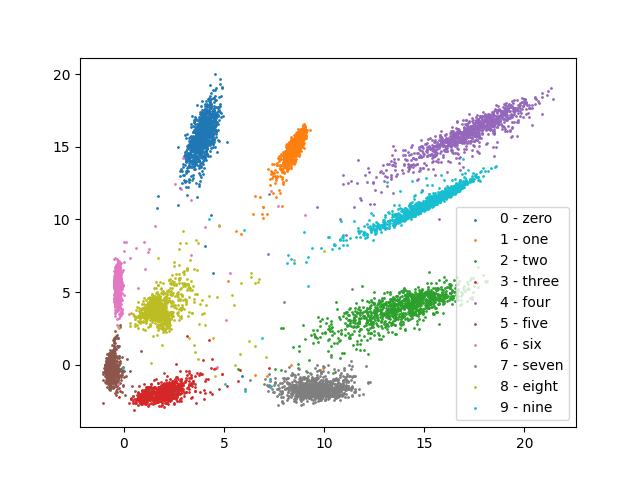 20
15
10
5
0
0 - zero
1 - one
2 - two
3 - three
4 - four
5 - five
6 - six
7 - seven
8 - eight
9 - nine
0 5 10 15 20